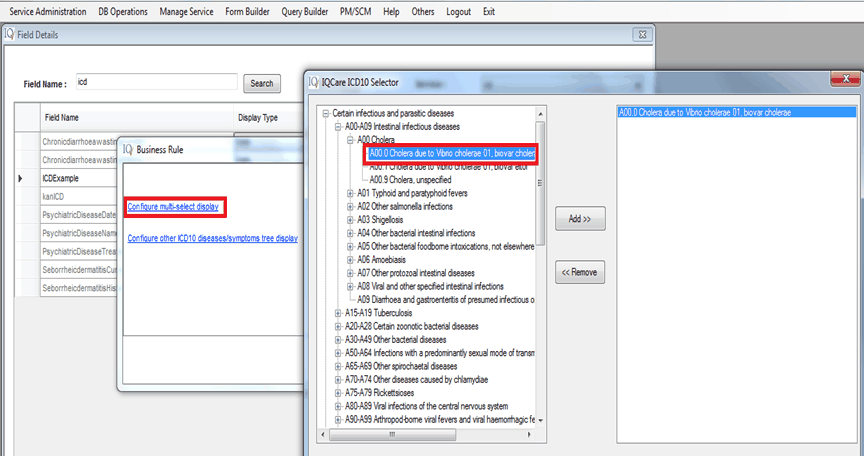 Service Administration DB Operations Manage Service Form Builder Query Builder PM/SCM Help Others Logout Exit
IQ Field Details
Field Name : icd Search
Field Name Display Type
Chronicdiarrhoeawastin
Chronicdiarrhoeawastin
ICDExample
kanICD
PsychiatricDiseaseDate
PsychiatricDiseaseName
PsychiatricDiseaseTreat
SeborrheicdermatitisCur
SeborrheicdermatitisHis
IQ Business Rule
Configure multi-select display
Configure other ICD10 diseases/symptoms tree display
IQ IQCare ICD10 Selector
Certain infectious and parasitic diseases
A00-A09 Intestinal infectious diseases
A00 Cholera
A00.0 Cholera due to Vibrio cholerae 01, biovar choler
A00.1 Cholera due to Vibrio cholerae 01, biovar eltor
A00.9 Cholera, unspecified
A01 Typhoid and paratyphoid fevers
A02 Other salmonella infections
A03 Shigellosis
A04 Other bacterial intestinal infections
A05 Other bacterial foodborne intoxications, not elsewhere
A06 Amoebiasis
A07 Other protozoal intestinal diseases
A08 Viral and other specified intestinal infections
A09 Diarrhoea and gastroenteritis of presumed infectious o
A15-A19 Tuberculosis
A20-A28 Certain zoonotic bacterial diseases
A30-A49 Other bacterial diseases
A50-A64 Infections with a predominantly sexual mode of transm
A65-A69 Other spirochaetal diseases
A70-A74 Other diseases caused by chlamydiae
A75-A79 Rickettsioses
A80-A89 Viral infections of the central nervous system
A90-A99 Arthropod-borne viral fevers and viral haemorrhagic fe
Add >>
<< Remove
A00.0 Cholera due to Vibrio cholerae 01, biovar cholerae